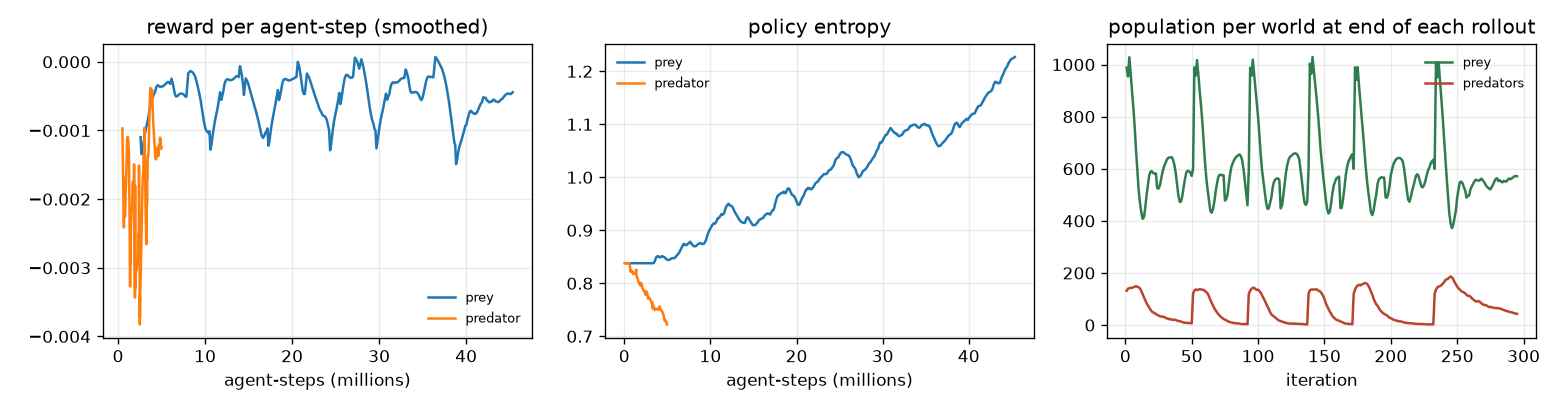 reward per agent-step (smoothed)
0.000
−0.001
−0.002
−0.003
−0.004
0
10
20
30
40
agent-steps (millions)
prey
predator
policy entropy
1.2
1.1
1.0
0.9
0.8
0.7
0
10
20
30
40
agent-steps (millions)
prey
predator
population per world at end of each rollout
1000
800
600
400
200
0
0
50
100
150
200
250
300
iteration
prey
predators